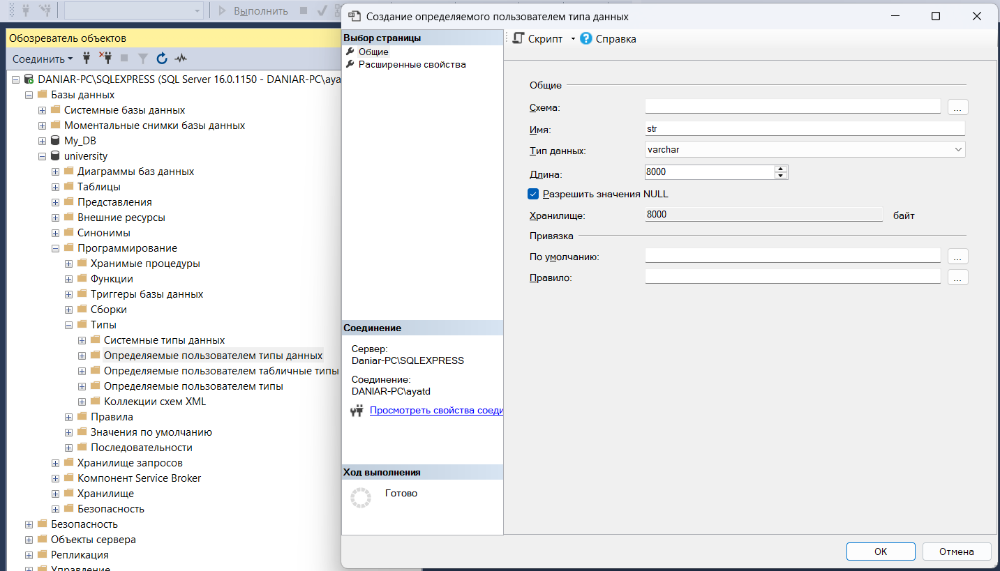 Выполнить
Обозреватель объектов
Соединить
DANIAR-PC\SQLEXPRESS (SQL Server 16.0.1150 - DANIAR-PC\aya
Базы данных
Системные базы данных
Моментальные снимки базы данных
My_DB
university
Диаграммы баз данных
Таблицы
Представления
Внешние ресурсы
Синонимы
Программирование
Хранимые процедуры
Функции
Триггеры базы данных
Сборки
Типы
Системные типы данных
Определяемые пользователем типы данных
Определяемые пользователем табличные типы
Определяемые пользователем типы
Коллекции схем XML
Правила
Значения по умолчанию
Последовательности
Хранилище запросов
Компонент Service Broker
Хранилище
Безопасность
Безопасность
Объекты сервера
Репликация
Управление
Создание определяемого пользователем типа данных
Выбор страницы
Общие
Расширенные свойства
Соединение
Сервер:
Daniar-PC\SQLEXPRESS
Соединение:
DANIAR-PC\ayatd
Просмотреть свойства соеди
Ход выполнения
Готово
Скрипт
Справка
Общие
Схема:
...
Имя: str
Тип данных: varchar
Длина: 8000
Разрешить значения NULL
Хранилище: 8000 байт
Привязка
По умолчанию:
...
Правило:
...
OK
Отмена